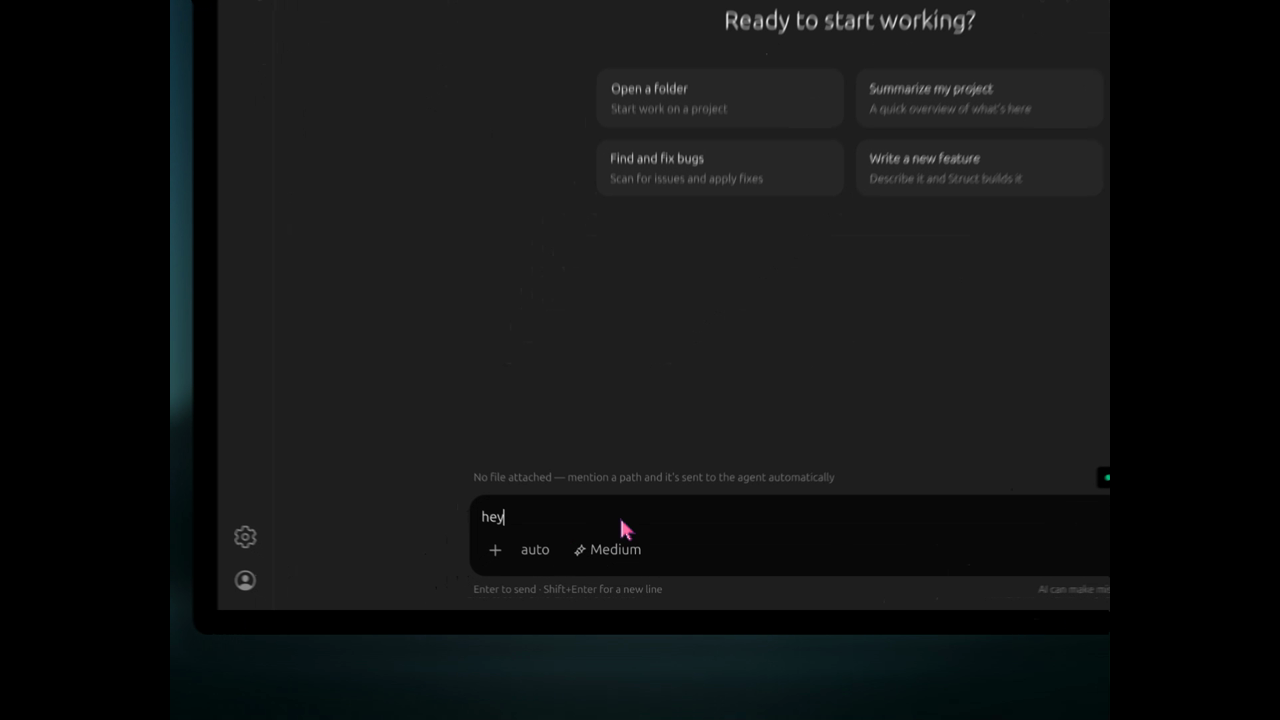 Ready to start working?
Open a folder
Start work on a project
Summarize my project
A quick overview of what's here
Find and fix bugs
Scan for issues and apply fixes
Write a new feature
Describe it and Struct builds it
No file attached — mention a path and it's sent to the agent automatically
hey
+ auto Medium
Enter to send · Shift+Enter for a new line
AI can make